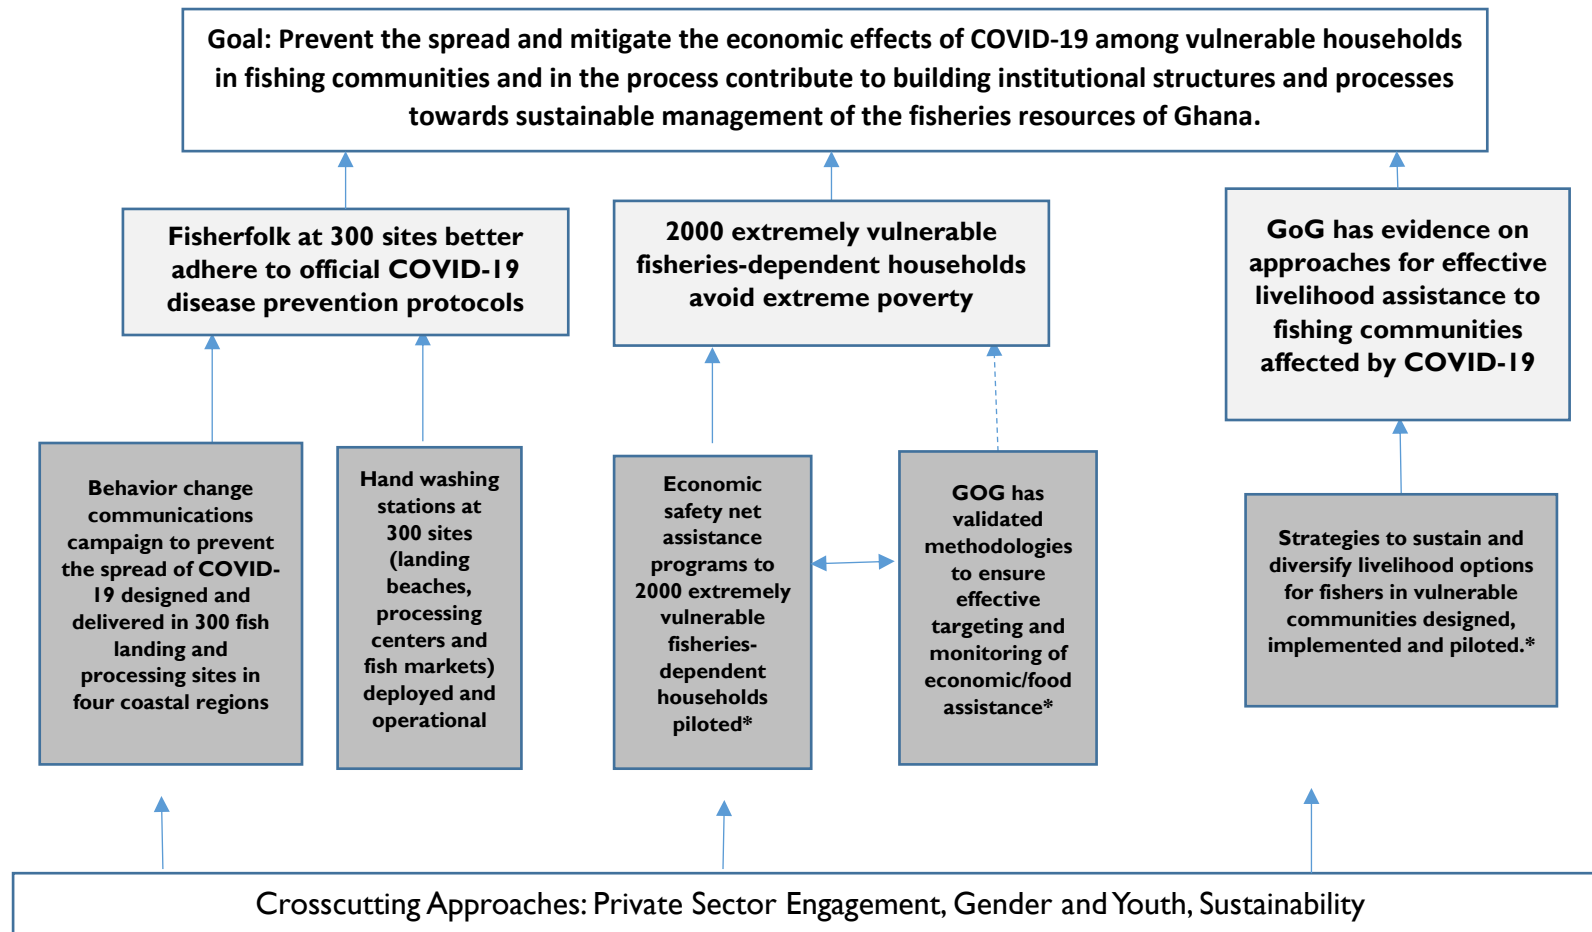 Goal: Prevent the spread and mitigate the economic effects of COVID-19 among vulnerable households
in fishing communities and in the process contribute to building institutional structures and processes
towards sustainable management of the fisheries resources of Ghana.
Fisherfolk at 300 sites better
adhere to official COVID-19
disease prevention protocols
2000 extremely vulnerable
fisheries-dependent households
avoid extreme poverty
GoG has evidence on
approaches for effective
livelihood assistance to
fishing communities
affected by COVID-19
Behavior change
communications
campaign to prevent
the spread of COVID-
19 designed and
delivered in 300 fish
landing and
processing sites in
four coastal regions
Hand washing
stations at
300 sites
(landing
beaches,
processing
centers and
fish markets)
deployed and
operational
Economic
safety net
assistance
programs to
2000 extremely
vulnerable
fisheries-
dependent
households
piloted*
GOG has
validated
methodologies
to ensure
effective
targeting and
monitoring of
economic/food
assistance*
Strategies to sustain and
diversify livelihood options
for fishers in vulnerable
communities designed,
implemented and piloted.*
Crosscutting Approaches: Private Sector Engagement, Gender and Youth, Sustainability